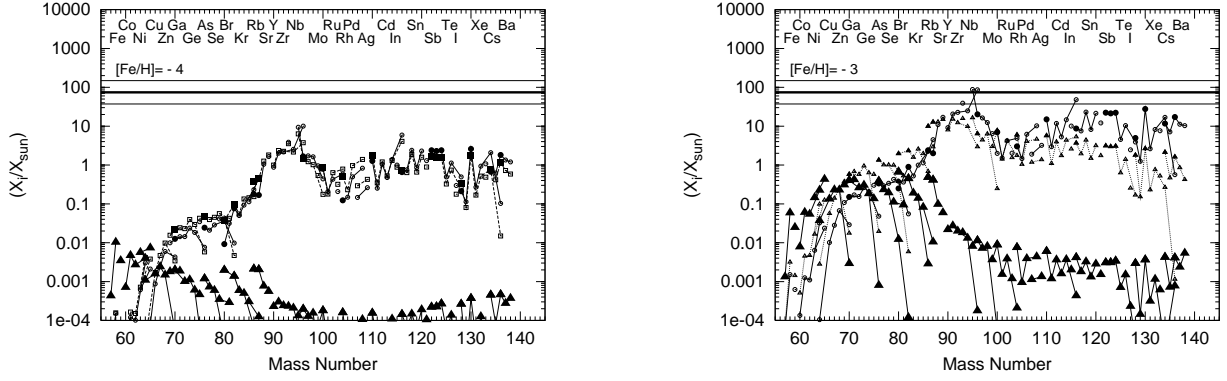 Co Cu Ga As Br Rb Y Nb Ru Pd Cd Sn Te Xe Ba
Fe Ni Zn Ge Se Kr Sr Zr Mo Rh Ag In Sb I Cs
[Fe/H]= - 4
10000
1000
100
10
1
0.1
0.01
0.001
1e-04
(Xi/Xsun)
60 70 80 90 100 110 120 130 140
Mass Number
Co Cu Ga As Br Rb Y Nb Ru Pd Cd Sn Te Xe Ba
Fe Ni Zn Ge Se Kr Sr Zr Mo Rh Ag In Sb I Cs
[Fe/H]= - 3
10000
1000
100
10
1
0.1
0.01
0.001
1e-04
(Xi/Xsun)
60 70 80 90 100 110 120 130 140
Mass Number